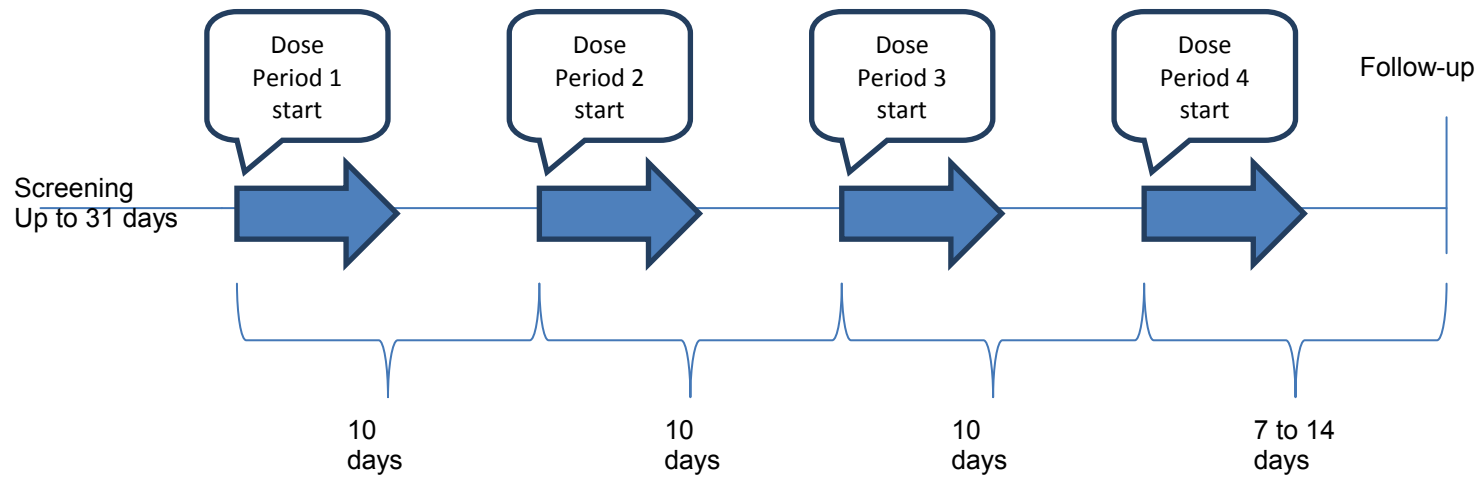 Dose
Period 1
start
Dose
Period 2
start
Dose
Period 3
start
Dose
Period 4
start
Follow-up
Screening
Up to 31 days
10
days
10
days
10
days
7 to 14
days